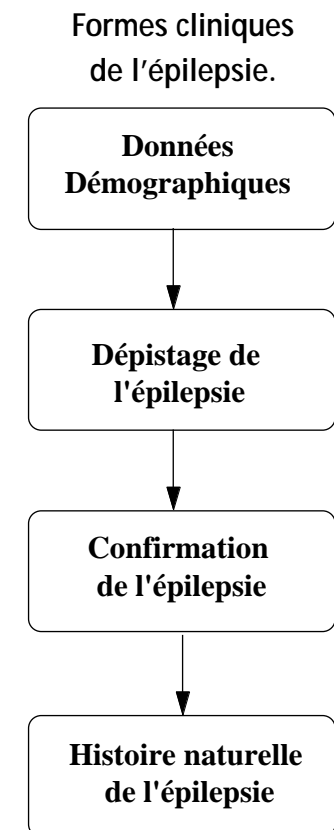 Formes cliniques
de l'épilepsie.
Données
Démographiques
Dépistage de
l'épilepsie
Confirmation
de l'épilepsie
Histoire naturelle
de l'épilepsie